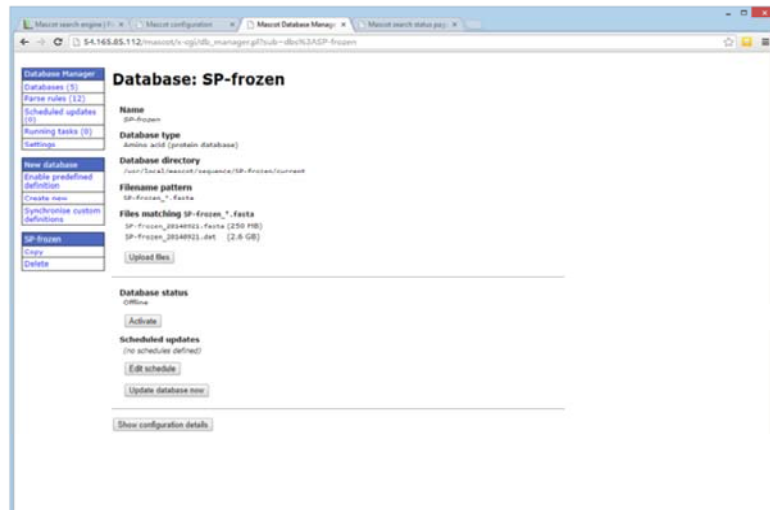 Mascot search engine | Pr
Mascot configuration
Mascot Database Manage
Mascot search status pag
54.165.85.112/mascot/x-cgi/db_manager.pl?sub=dbs%3ASP-frozen
Database Manager
Databases (5)
Parse rules (12)
Scheduled updates
(0)
Running tasks (0)
Settings
New database
Enable predefined
definition
Create new
Synchronise custom
definitions
SP-frozen
Copy
Delete
Database: SP-frozen
Name
SP-frozen
Database type
Amino acid (protein database)
Database directory
/usr/local/mascot/sequence/SP-frozen/current
Filename pattern
SP-frozen_*.fasta
Files matching SP-frozen_*.fasta
SP-frozen_20140921.fasta (250 MB)
SP-frozen_20140921.dat (2.6 GB)
Upload files
Database status
Offline
Activate
Scheduled updates
(no schedules defined)
Edit schedule
Update database now
Show configuration details